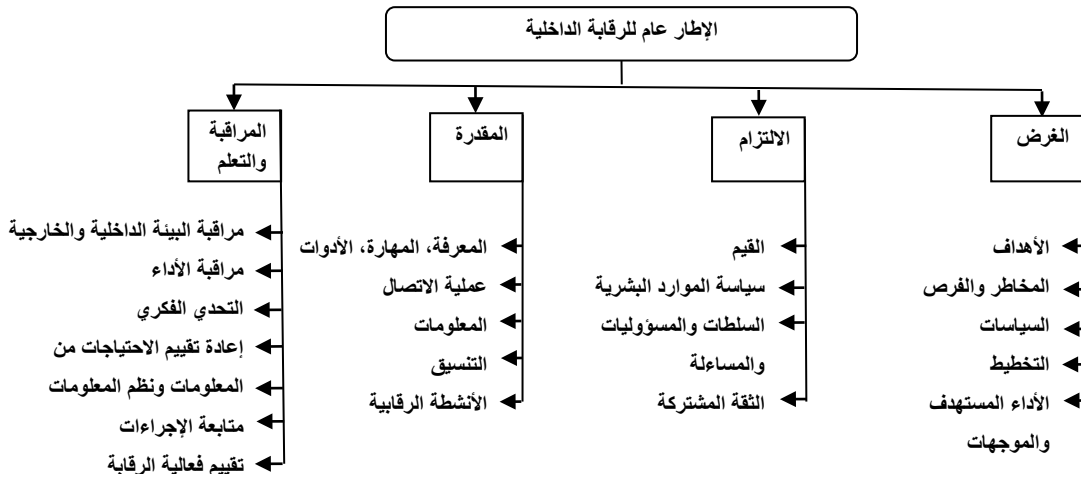 الإطار عام للرقابة الداخلية
الغرض
الأهداف
المخاطر والفرص
السياسات
التخطيط
الأداء المستهدف
والموجهات
الالتزام
القيم
سياسة الموارد البشرية
السلطات والمسؤوليات
والمساءلة
الثقة المشتركة
المقدرة
المعرفة، المهارة، الأدوات
عملية الاتصال
المعلومات
التنسيق
الأنشطة الرقابية
المراقبة
والتعلم
مراقبة البيئة الداخلية والخارجية
مراقبة الأداء
التحدي الفكري
إعادة تقييم الاحتياجات من
المعلومات ونظم المعلومات
متابعة الإجراءات
تقييم فعالية الرقابة